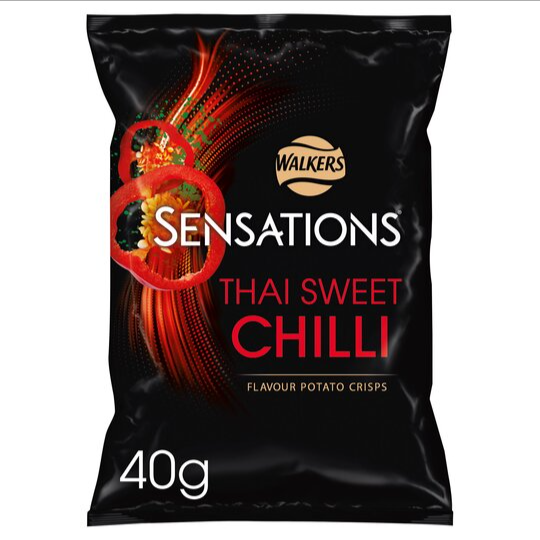 WALKERS
SENSATIONS
THAI SWEET
CHILLI
FLAVOUR POTATO CRISPS
40g